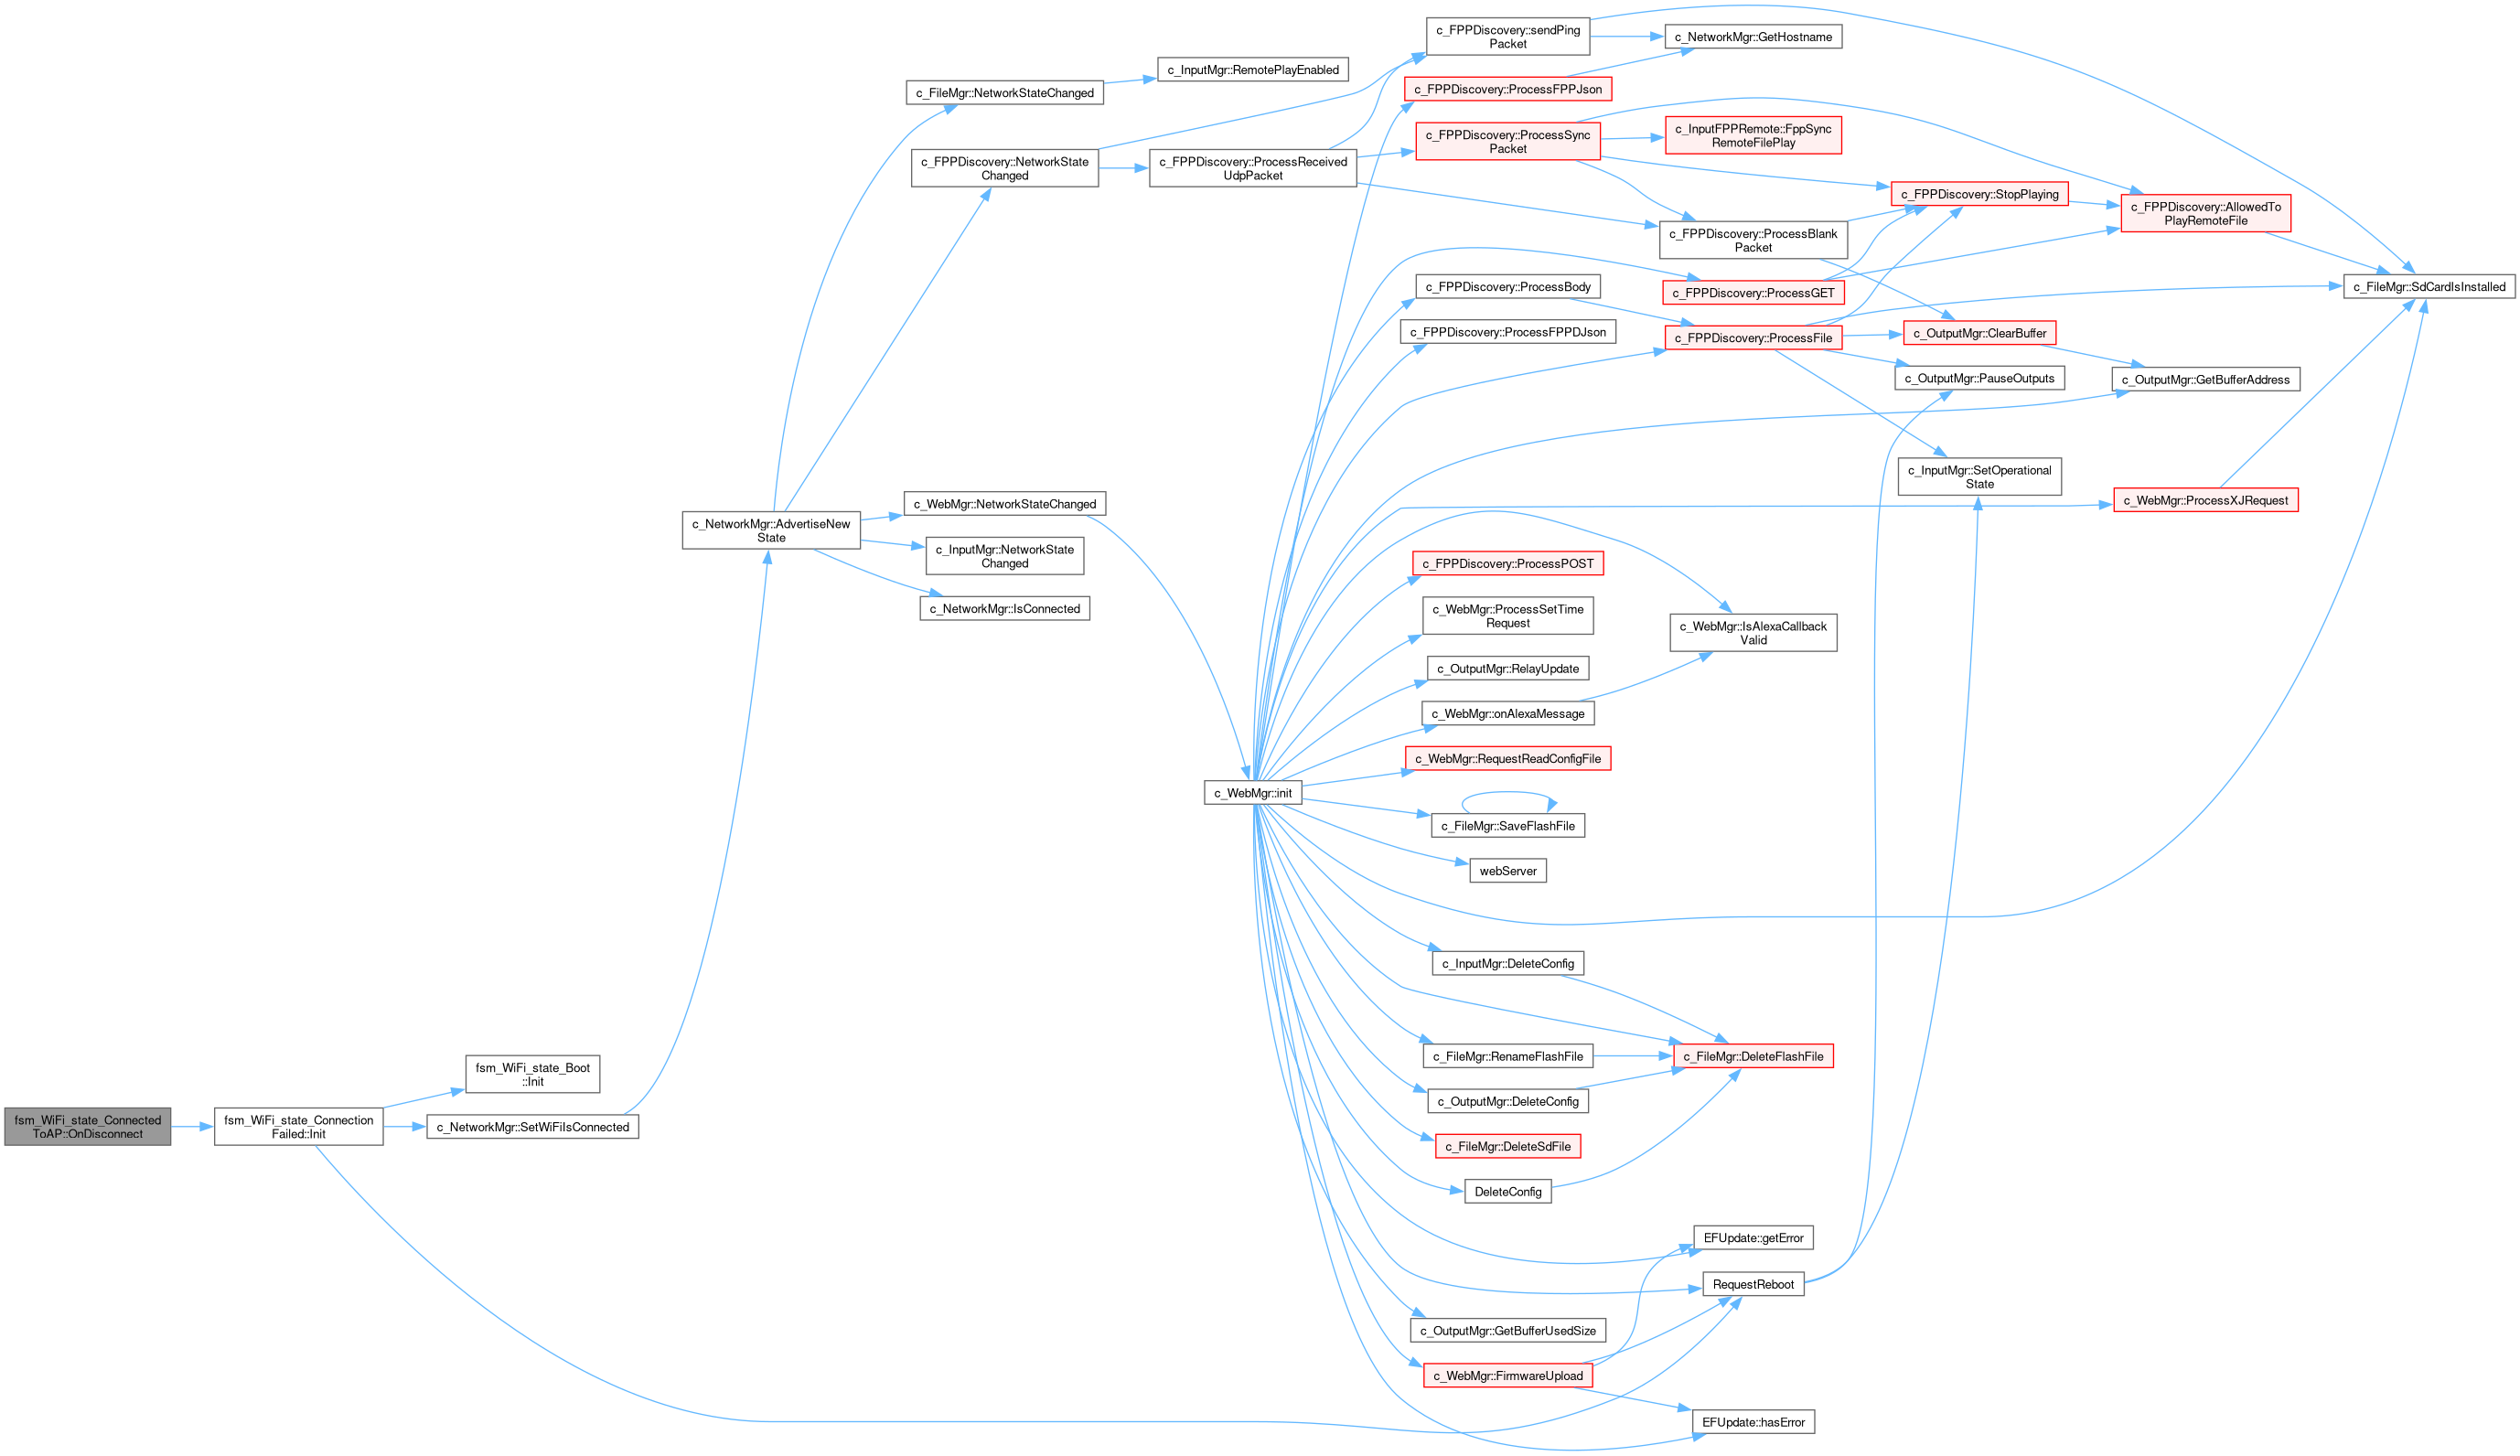 fsm_WiFi_state_Connected
ToAP::OnDisconnect
fsm_WiFi_state_Connection
Failed::Init
fsm_WiFi_state_Boot
::Init
c_NetworkMgr::SetWiFiIsConnected
c_NetworkMgr::AdvertiseNew
State
c_FileMgr::NetworkStateChanged
c_InputMgr::RemotePlayEnabled
c_FPPDiscovery::NetworkState
Changed
c_WebMgr::NetworkStateChanged
c_InputMgr::NetworkState
Changed
c_NetworkMgr::IsConnected
c_FPPDiscovery::ProcessReceived
UdpPacket
c_WebMgr::init
c_FPPDiscovery::sendPing
Packet
c_FPPDiscovery::ProcessFPPJson
c_FPPDiscovery::ProcessSync
Packet
c_FPPDiscovery::ProcessBody
c_FPPDiscovery::ProcessFPPDJson
c_FPPDiscovery::ProcessPOST
c_WebMgr::ProcessSetTime
Request
c_OutputMgr::RelayUpdate
c_WebMgr::onAlexaMessage
c_WebMgr::RequestReadConfigFile
c_FileMgr::SaveFlashFile
webServer
c_InputMgr::DeleteConfig
c_FileMgr::RenameFlashFile
c_OutputMgr::DeleteConfig
c_FileMgr::DeleteSdFile
DeleteConfig
c_OutputMgr::GetBufferUsedSize
c_WebMgr::FirmwareUpload
c_NetworkMgr::GetHostname
c_InputFPPRemote::FppSync
RemoteFilePlay
c_FPPDiscovery::ProcessBlank
Packet
c_FPPDiscovery::ProcessGET
c_FPPDiscovery::ProcessFile
c_WebMgr::IsAlexaCallback
Valid
c_FileMgr::DeleteFlashFile
EFUpdate::getError
RequestReboot
EFUpdate::hasError
c_FPPDiscovery::StopPlaying
c_OutputMgr::ClearBuffer
c_OutputMgr::PauseOutputs
c_InputMgr::SetOperational
State
c_FPPDiscovery::AllowedTo
PlayRemoteFile
c_OutputMgr::GetBufferAddress
c_WebMgr::ProcessXJRequest
c_FileMgr::SdCardIsInstalled